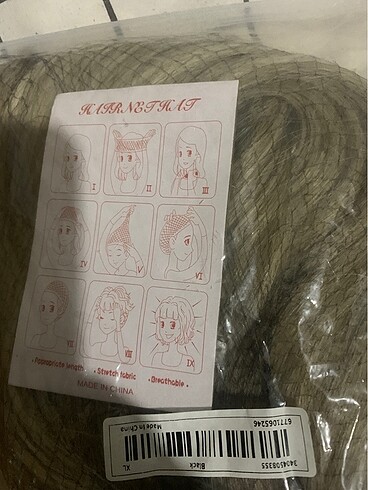 HAIRNET HAT
I
II
III
IV
V
VI
VII
VIII
IX
•Appropriate length•
•Stretch fabric
•Breathable•
MADE IN CHINA
3404508355
Black
XL
6771065246
Made In China